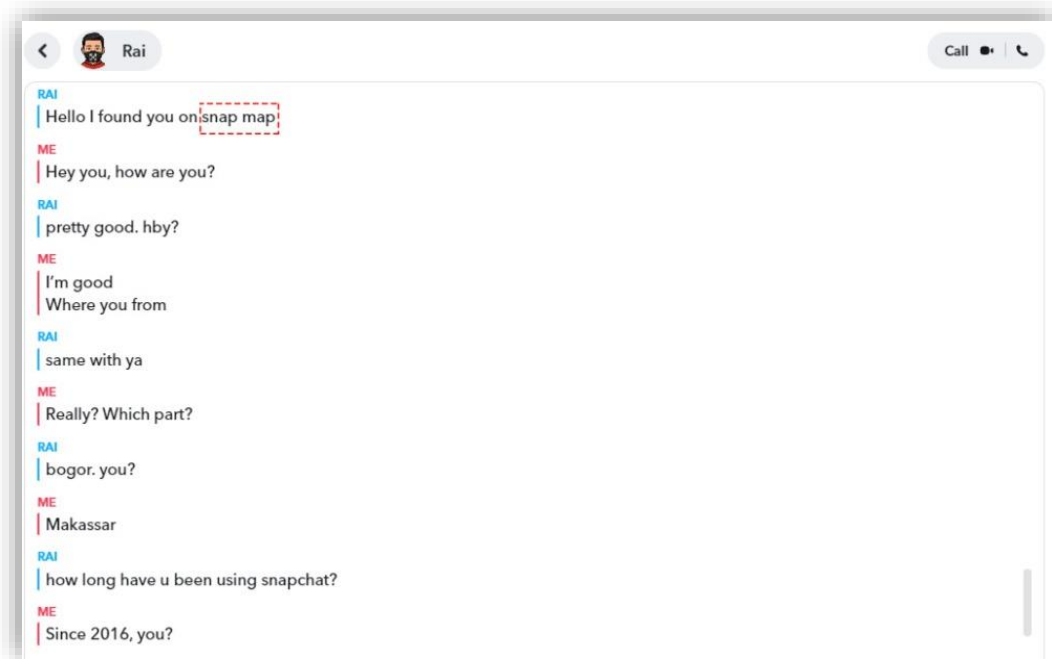 Rai
Call
RAI
Hello I found you on snap map
ME
Hey you, how are you?
RAI
pretty good. hby?
ME
I'm good
Where you from
RAI
same with ya
ME
Really? Which part?
RAI
bogor. you?
ME
Makassar
RAI
how long have u been using snapchat?
ME
Since 2016, you?